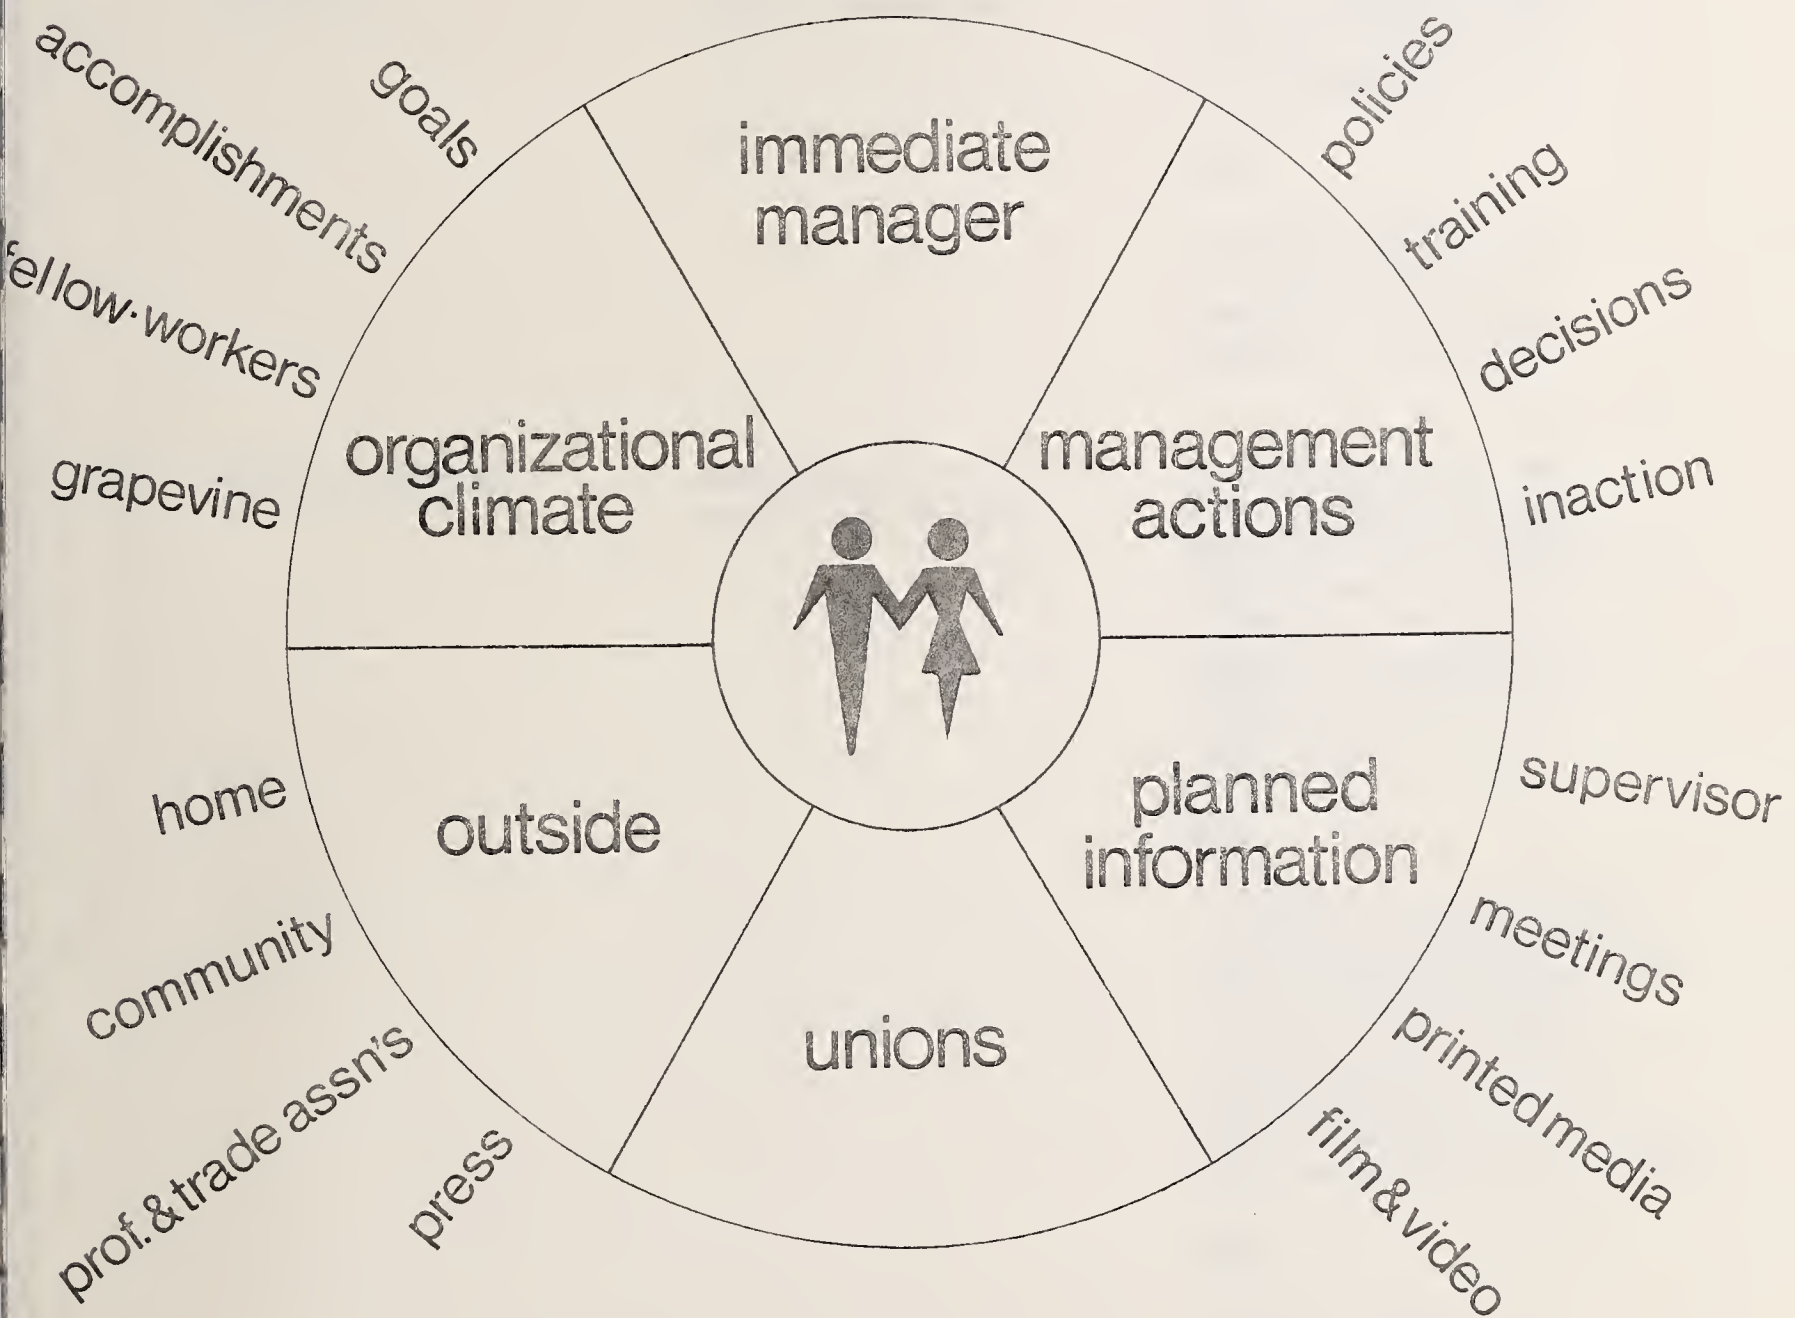 accomplishments
goals
fellow·workers
grapevine
immediate
manager
policies
training
decisions
inaction
organizational
climate
management
actions
home
community
prof. & trade assn's
press
outside
unions
planned
information
supervisor
meetings
printed media
film & video